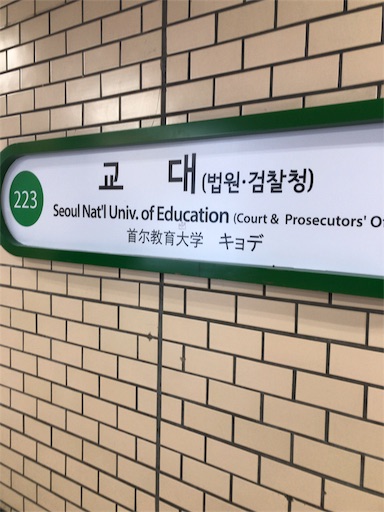 223
교 대 (법원·검찰청)
Seoul Nat'l Univ. of Education (Court & Prosecutors'
首尔教育大学 キョデ